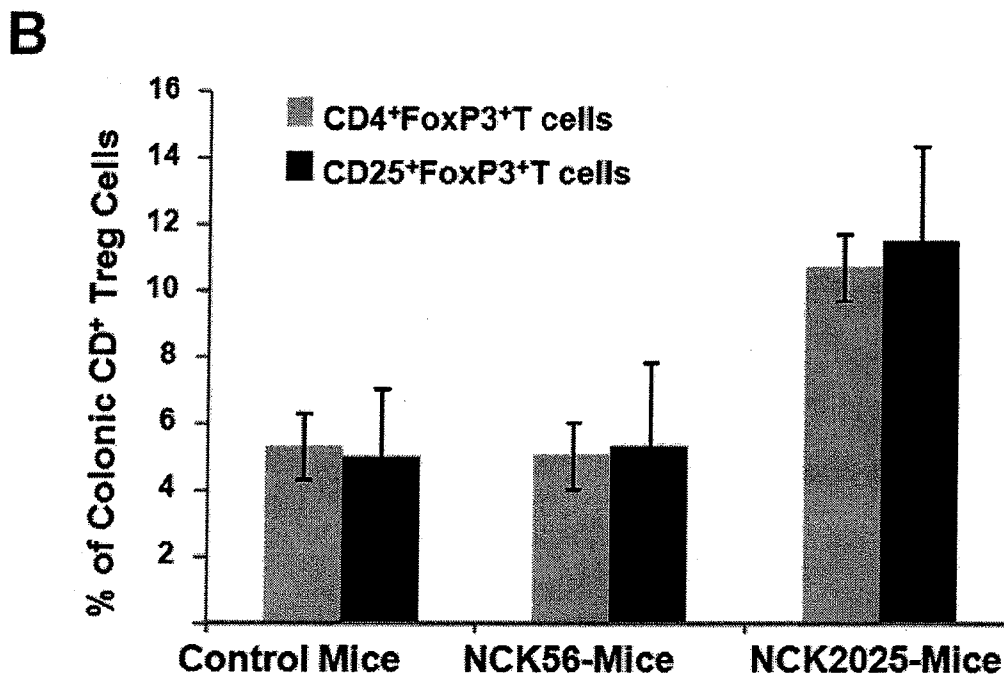 B
% of Colonic CD⁺ Treg Cells
16
14
12
10
8
6
4
2
CD4⁺FoxP3⁺T cells
CD25⁺FoxP3⁺T cells
Control Mice
NCK56-Mice
NCK2025-Mice